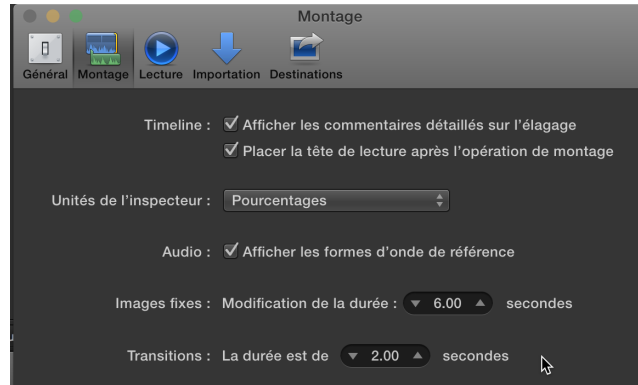 Montage
Général Montage Lecture Importation Destinations
Timeline : Afficher les commentaires détaillés sur l'élagage
Placer la tête de lecture après l'opération de montage
Unités de l'inspecteur : Pourcentages
Audio : Afficher les formes d'onde de référence
Images fixes : Modification de la durée : 6.00 secondes
Transitions : La durée est de 2.00 secondes